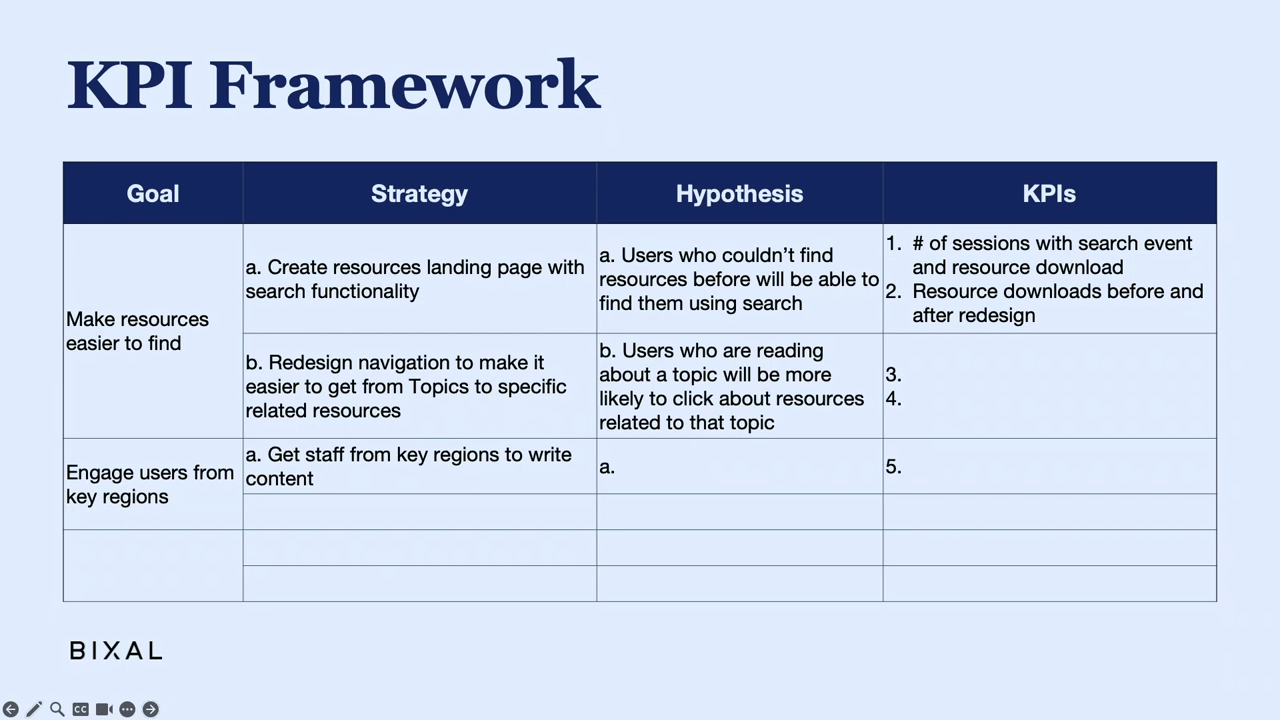 KPI Framework
Goal
Strategy
Hypothesis
KPIs
Make resources
easier to find
a. Create resources landing page with
search functionality
a. Users who couldn’t find
resources before will be able to
find them using search
1. # of sessions with search event
and resource download
2. Resource downloads before and
after redesign
b. Redesign navigation to make it
easier to get from Topics to specific
related resources
b. Users who are reading
about a topic will be more
likely to click about resources
related to that topic
3.
4.
Engage users from
key regions
a. Get staff from key regions to write
content
a.
5.
BIXAL
CC